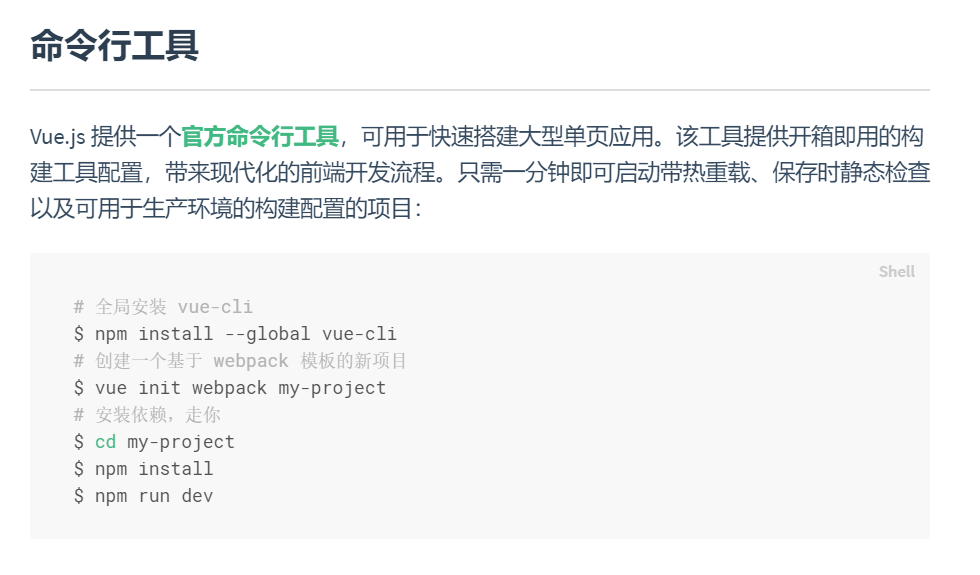 命令行工具
Vue.js 提供一个官方命令行工具，可用于快速搭建大型单页应用。该工具提供开箱即用的构
建工具配置，带来现代化的前端开发流程。只需一分钟即可启动带热重载、保存时静态检查
以及可用于生产环境的构建配置的项目：
Shell
# 全局安装 vue-cli
$ npm install --global vue-cli
# 创建一个基于 webpack 模板的新项目
$ vue init webpack my-project
# 安装依赖，走你
$ cd my-project
$ npm install
$ npm run dev